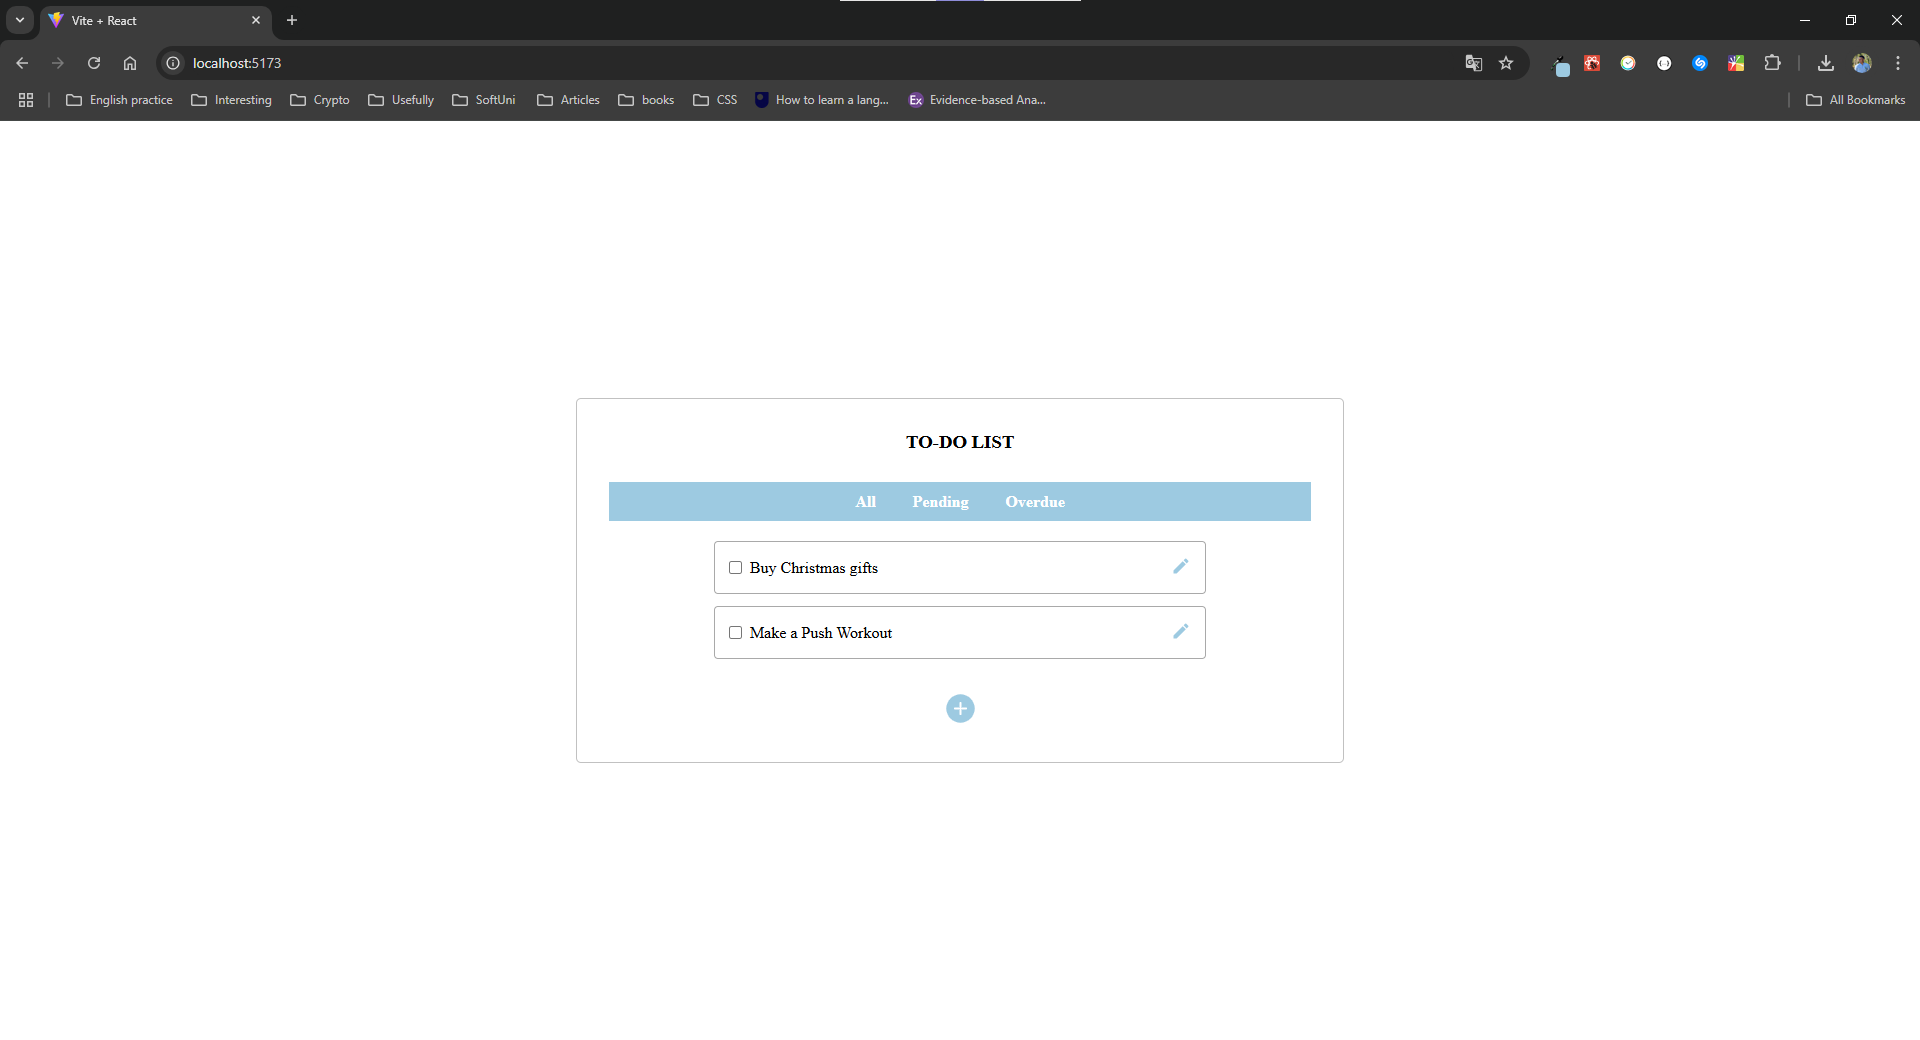 Vite + React
localhost:5173
English practice Interesting Crypto Usefully SoftUni Articles books CSS How to learn a lang... Ex Evidence-based Ana... All Bookmarks
TO-DO LIST
All Pending Overdue
Buy Christmas gifts
Make a Push Workout